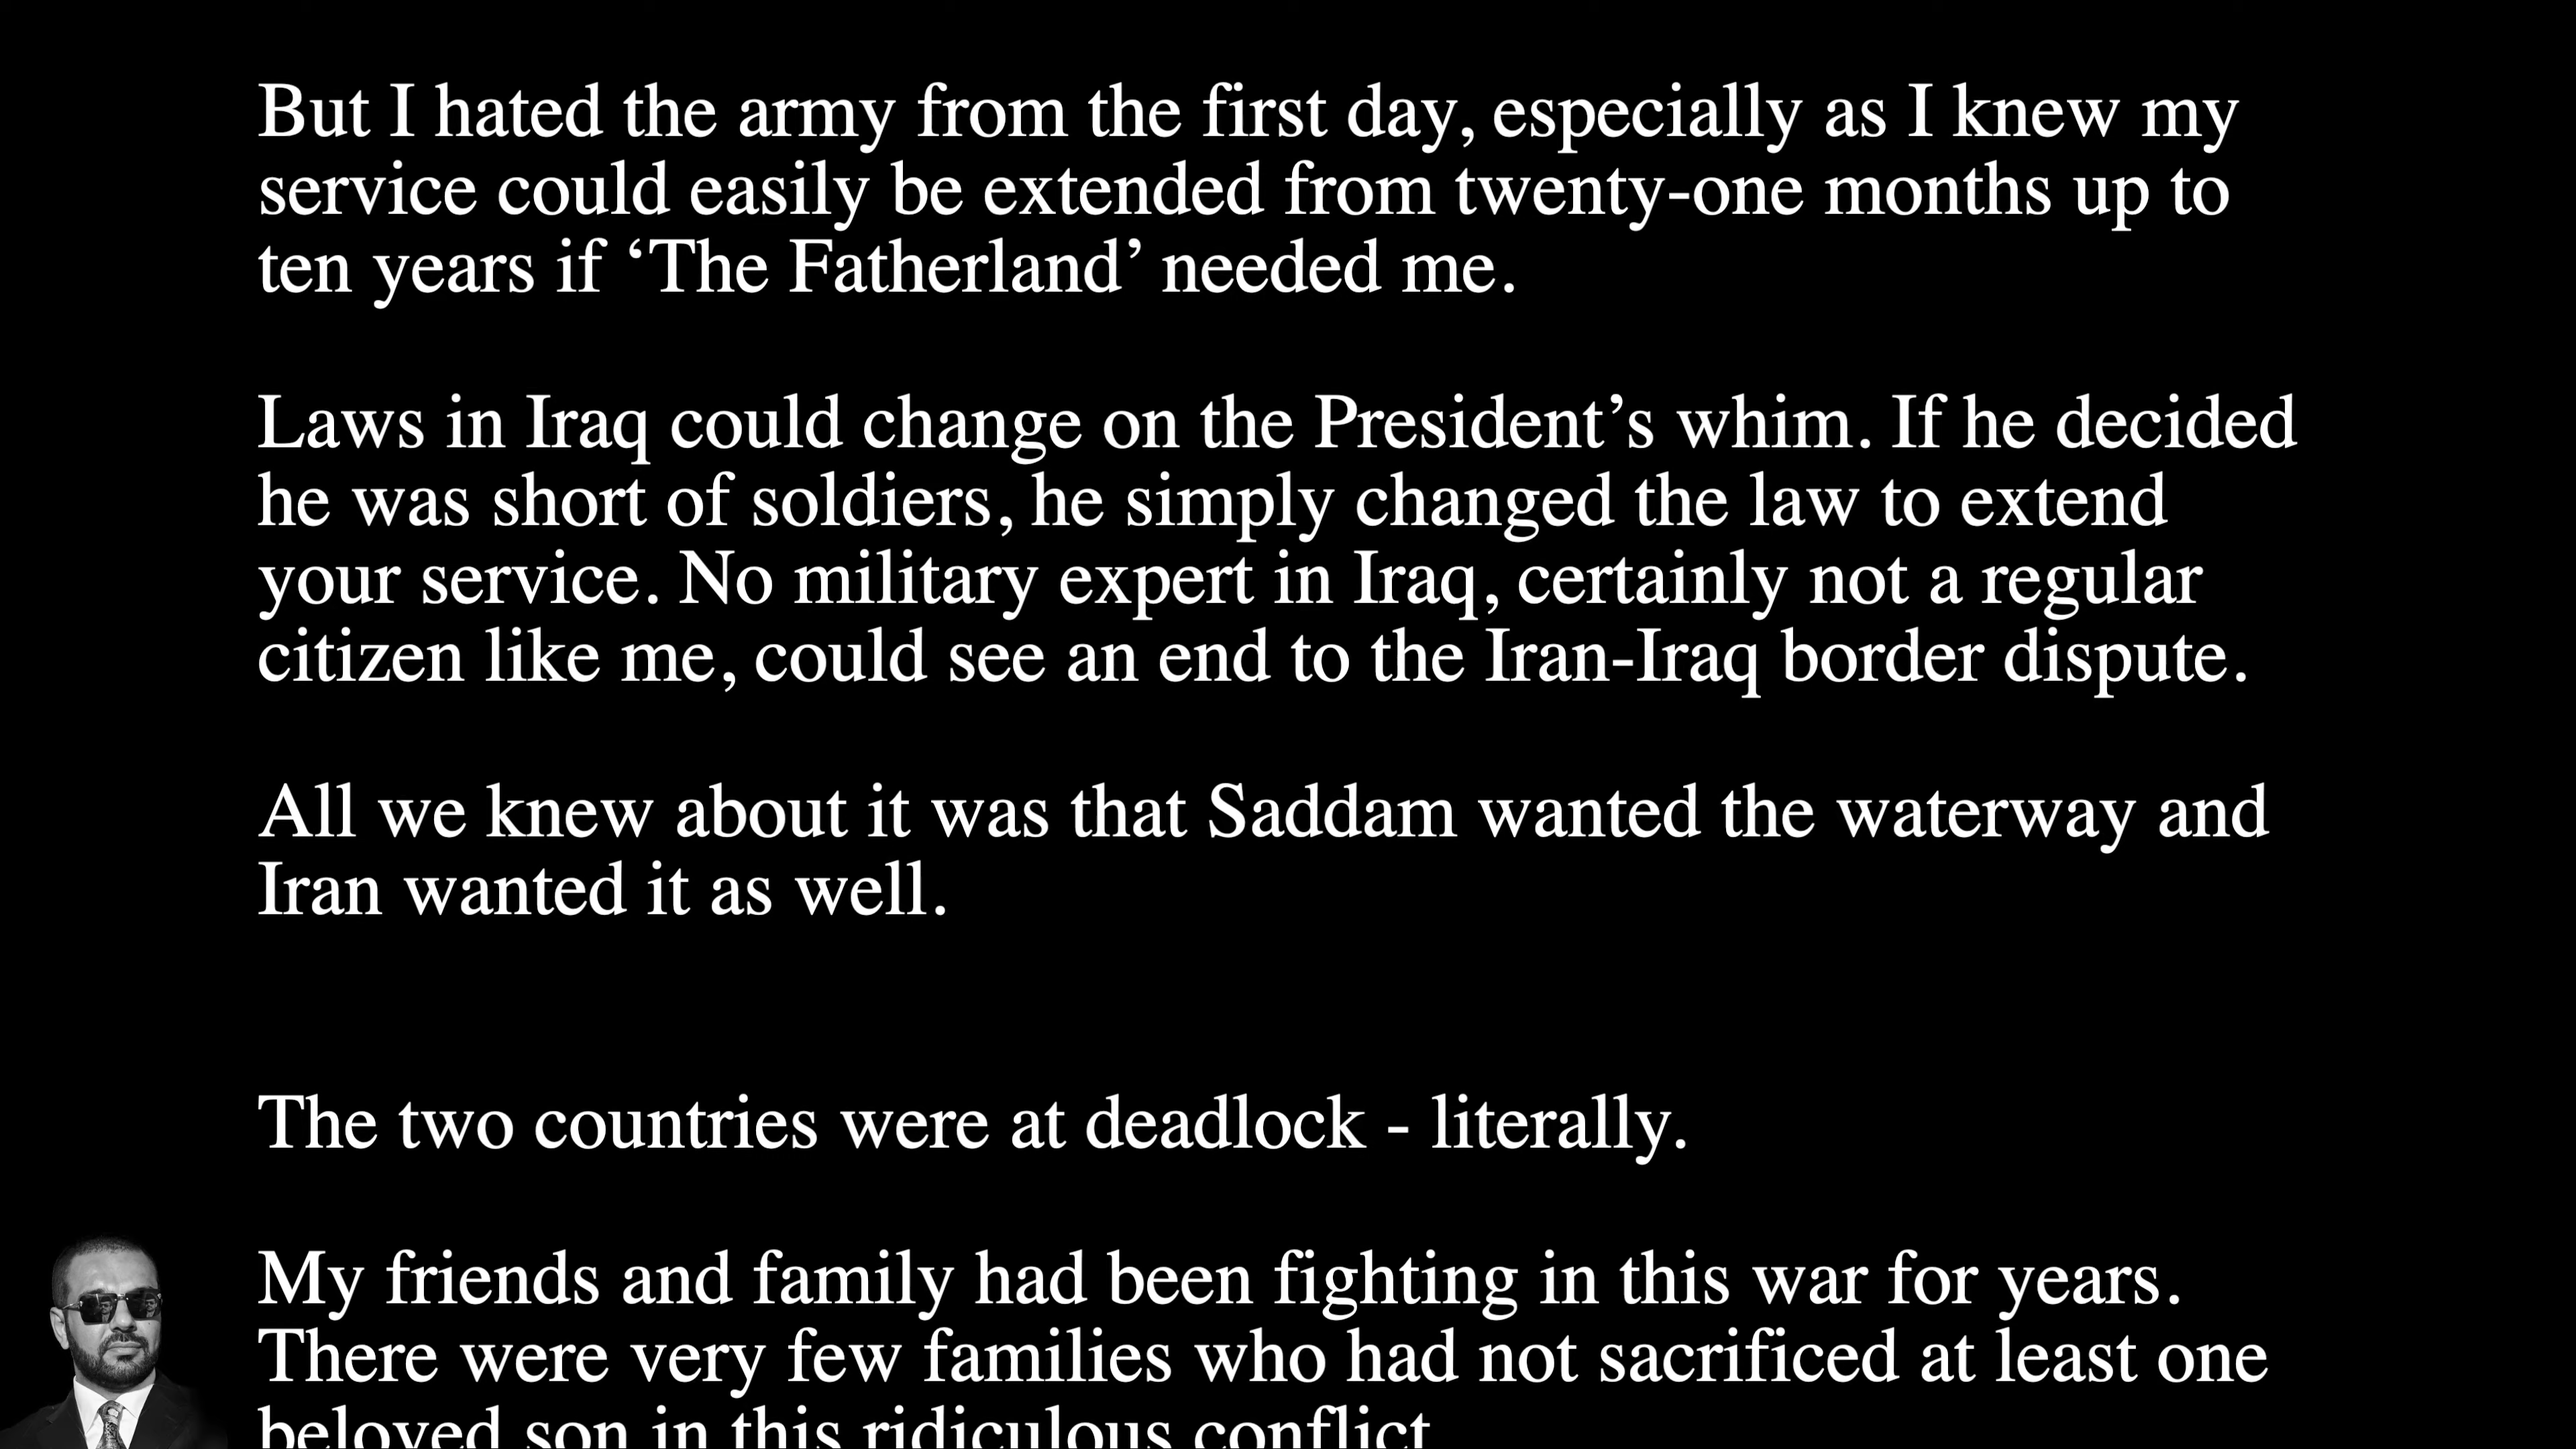 But I hated the army from the first day, especially as I knew my
service could easily be extended from twenty-one months up to
ten years if ‘The Fatherland’ needed me.
Laws in Iraq could change on the President’s whim. If he decided
he was short of soldiers, he simply changed the law to extend
your service. No military expert in Iraq, certainly not a regular
citizen like me, could see an end to the Iran-Iraq border dispute.
All we knew about it was that Saddam wanted the waterway and
Iran wanted it as well.
The two countries were at deadlock - literally.
My friends and family had been fighting in this war for years.
There were very few families who had not sacrificed at least one
beloved son in this ridiculous conflict